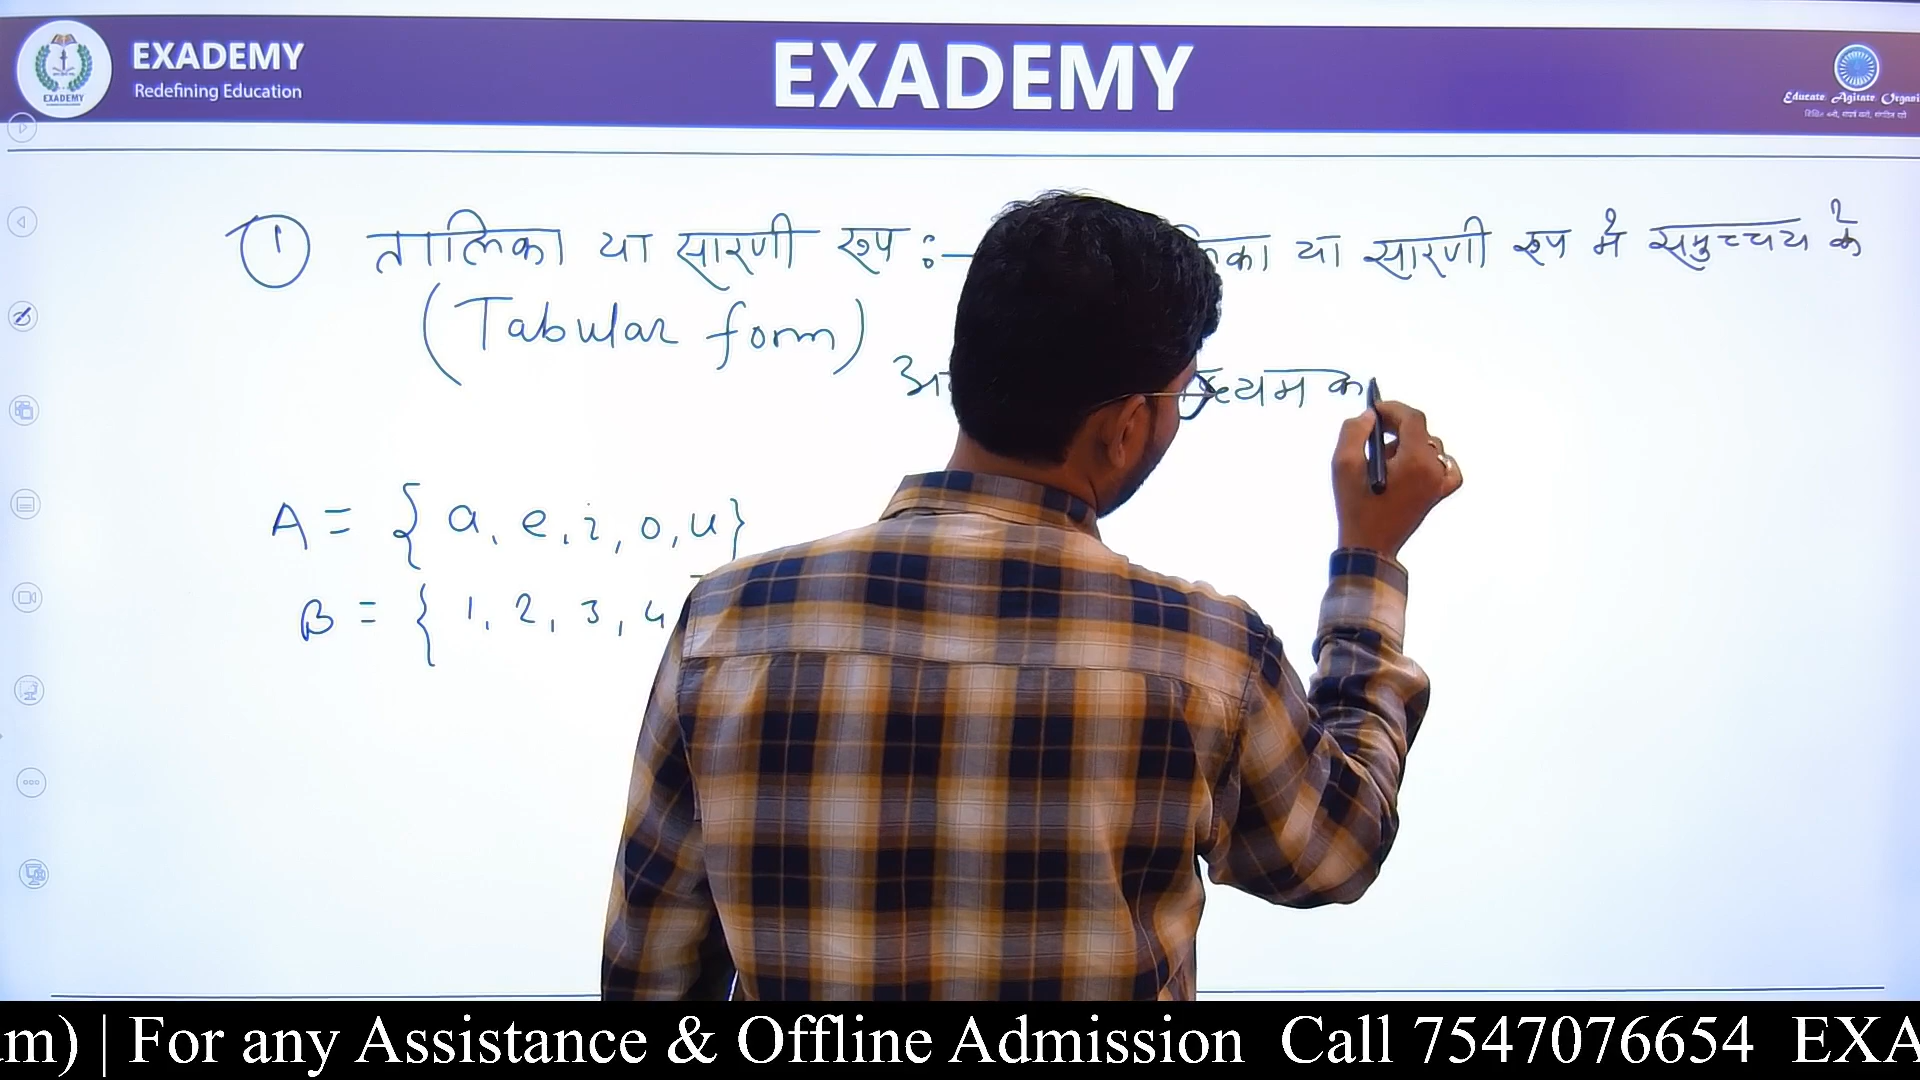 EXADEMY
Redefining Education
EXADEMY
EXADEMY
Educate Agitate Organi
① तालिका या सारणी रूप :— का या सारणी रूप में समुच्चय के
(Tabular form)
A = { a, e, i, o, u}
B = { 1, 2, 3, 4
um) | For any Assistance & Offline Admission Call 7547076654 EXA